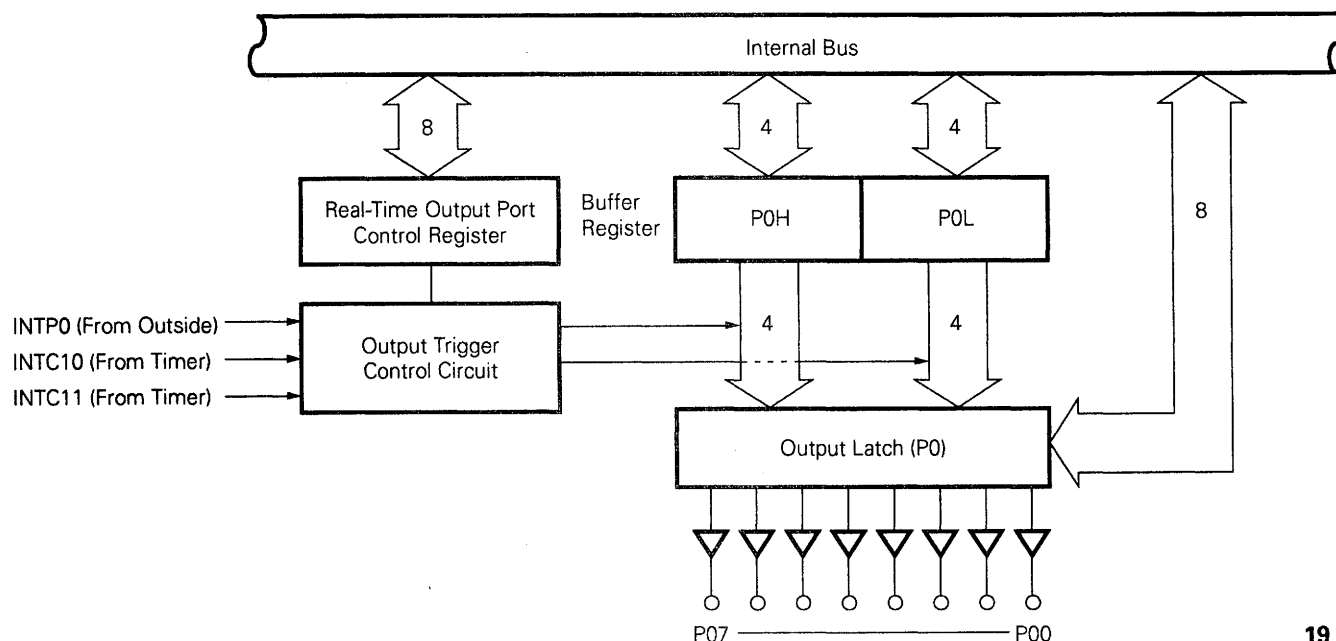 Internal Bus
8
4
4
8
Real-Time Output Port
Control Register
Buffer
Register
P0H
P0L
INTP0 (From Outside)
INTC10 (From Timer)
INTC11 (From Timer)
Output Trigger
Control Circuit
4
4
Output Latch (P0)
P07
P00
19